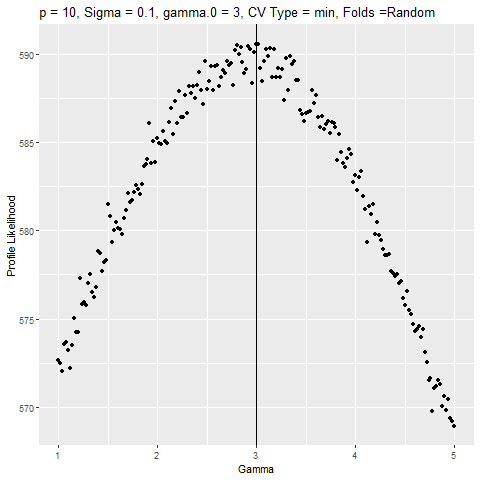 p = 10, Sigma = 0.1, gamma.0 = 3, CV Type = min, Folds =Random
590
585
580
575
570
Profile Likelihood
1 2 3 4 5
Gamma